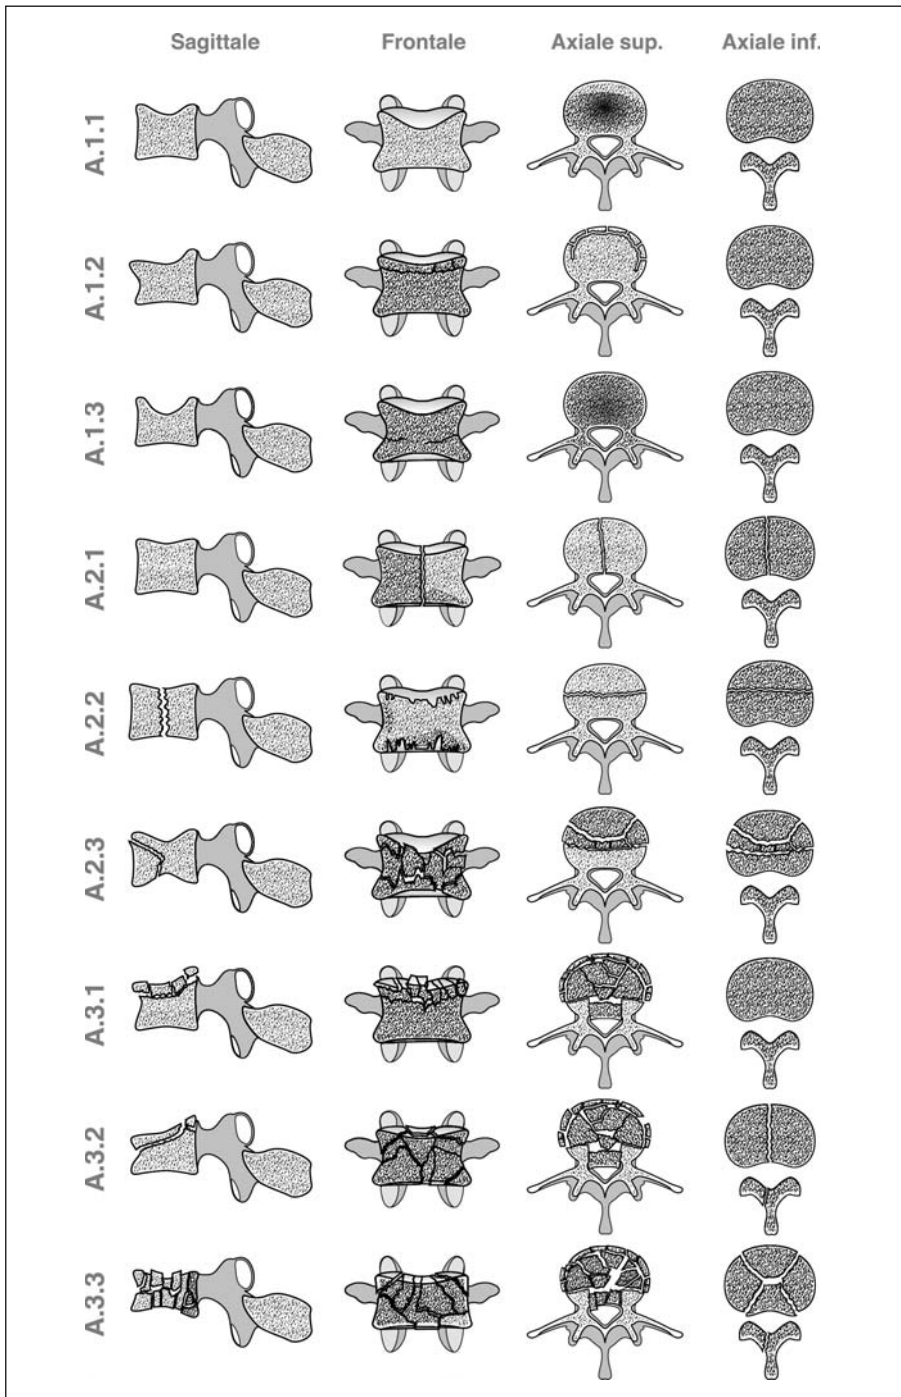 Sagittale Frontale Axiale sup. Axiale inf.
A.1.1
A.1.2
A.1.3
A.2.1
A.2.2
A.2.3
A.3.1
A.3.2
A.3.3